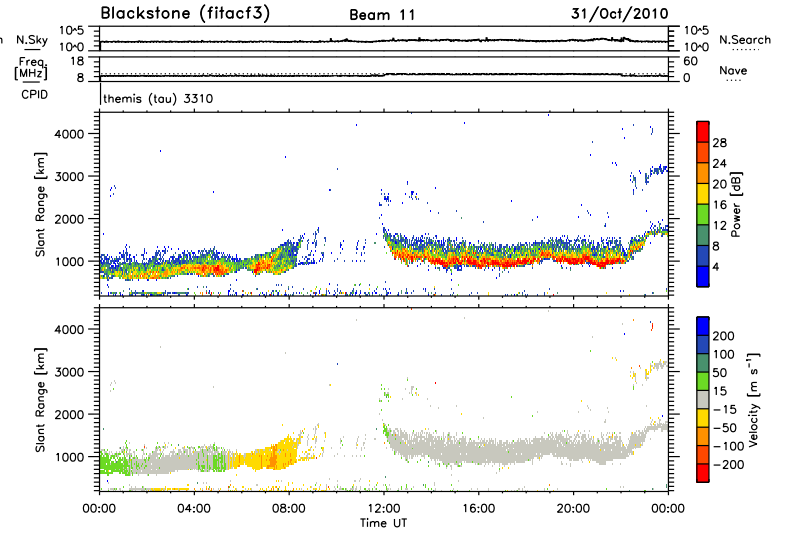 Blackstone (fitacf3) Beam 11 31/Oct/2010
n N.Sky 10^5 10^0 10^5 10^0 N.Search
Freq. [MHz] 18 8 60 0 Nave
CPID themis (tau) 3310
Slant Range [km] 4000 3000 2000 1000
28 24 20 16 12 8 4 Power [dB]
Slant Range [km] 4000 3000 2000 1000
200 100 50 15 -15 -50 -100 -200 Velocity [m s⁻¹]
00:00 04:00 08:00 12:00 16:00 20:00 00:00
Time UT